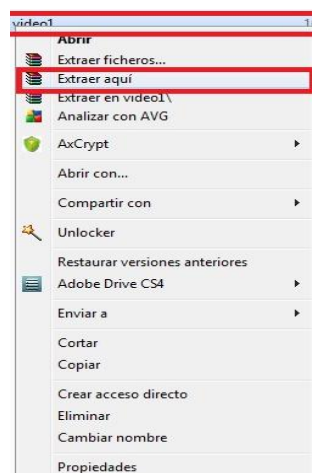 video1
Abrir
Extraer ficheros...
Extraer aquí
Extraer en video1\
Analizar con AVG
AxCrypt
Abrir con...
Compartir con
Unlocker
Restaurar versiones anteriores
Adobe Drive CS4
Enviar a
Cortar
Copiar
Crear acceso directo
Eliminar
Cambiar nombre
Propiedades